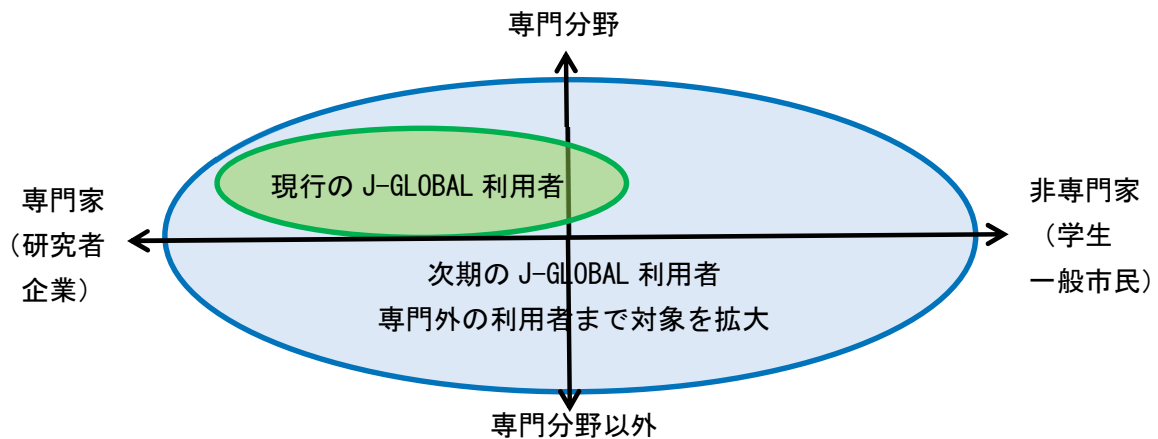 専門分野
現行の J-GLOBAL 利用者
専門家
（研究者
企業）
非専門家
（学生
一般市民）
次期の J-GLOBAL 利用者
専門外の利用者まで対象を拡大
専門分野以外